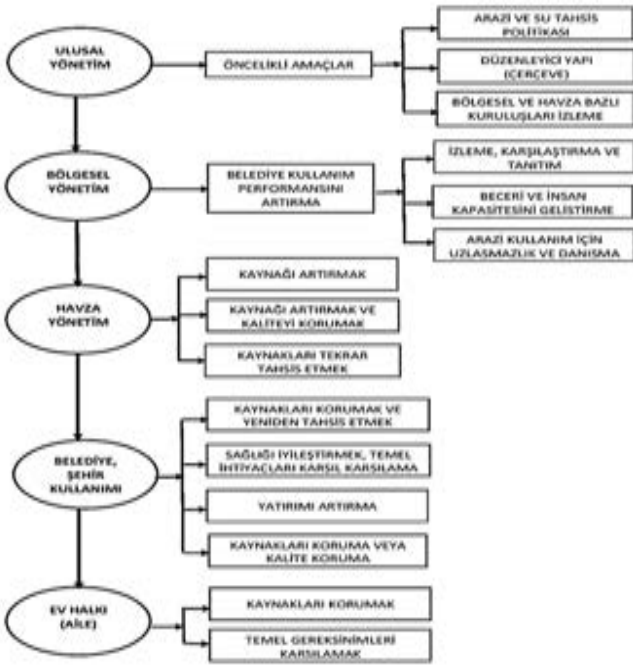 ULUSAL
YÖNETİM
ÖNCELİKLİ AMAÇLAR
ARAZİ VE SU TAHSİS
POLİTİKASI
DÜZENLEYİCİ YAPI
(ÇERÇEVE)
BÖLGESEL VE HAVZA BAZLI
KURULUŞLARI İZLEME
BÖLGESEL
YÖNETİM
BELEDİYE KULLANIM
PERFORMANSINI
ARTIRMA
İZLEME, KARŞILAŞTIRMA VE
TANITIM
BECERİ VE İNSAN
KAPASİTESİNİ GELİSTİRME
ARAZİ KULLANIM İÇİN
UZLASMAZLIK VE DANISMA
HAVZA
YÖNETİM
KAYNAĞI ARTIRMAK
KAYNAĞI ARTIRMAK VE
KALİTEYİ KORUMAK
KAYNAKLARI TEKRAR
TAHSİS ETMEK
BELEDİYE,
ŞEHİR
KULLANIMI
KAYNAKLARI KORUMAK VE
YENİDEN TAHSİS ETMEK
SAĞLIĞI İYİLEŞTİRMEK, TEMEL
İHTİYAÇLARI KARŞIL KARŞILAMA
YATIRIMI ARTIRMA
KAYNAKLARI KORUMA VEYA
KALİTE KORUMA
EV HALKI
(AİLE)
KAYNAKLARI KORUMAK
TEMEL GEREKSİNİMLERİ
KARSILAMAK